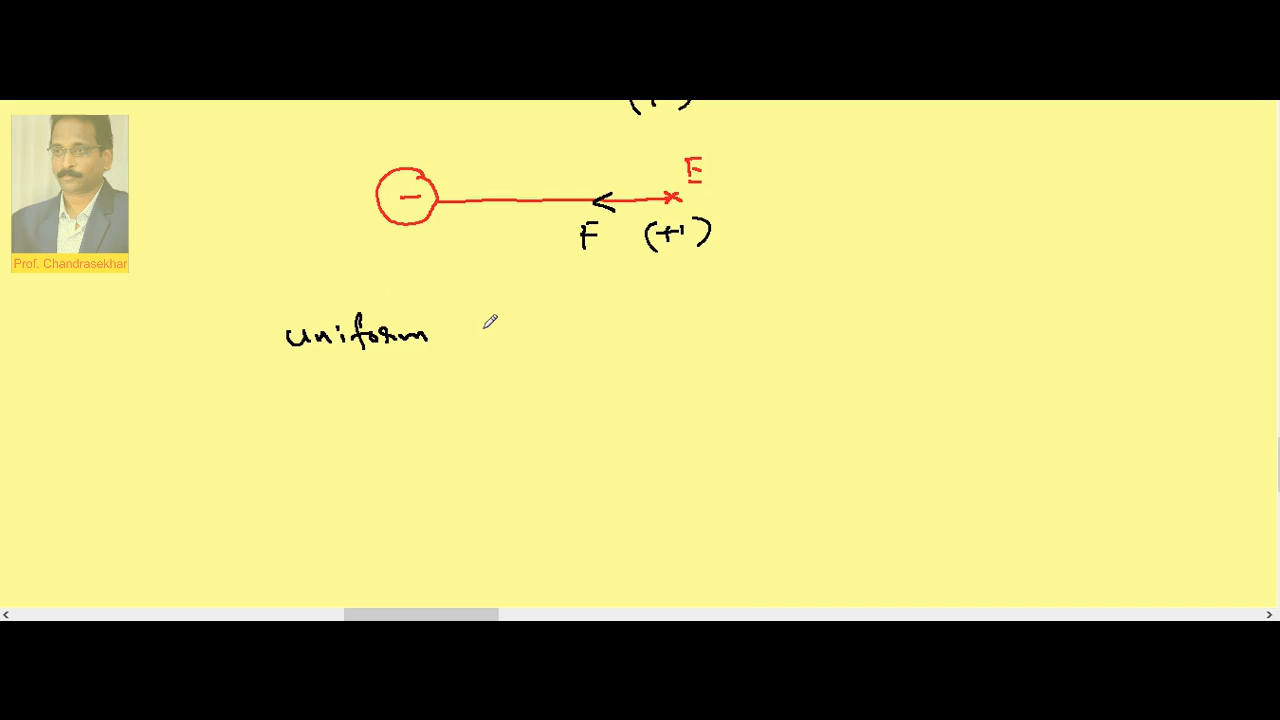 Prof. Chandrasekhar
−
E
F (+1)
uniform